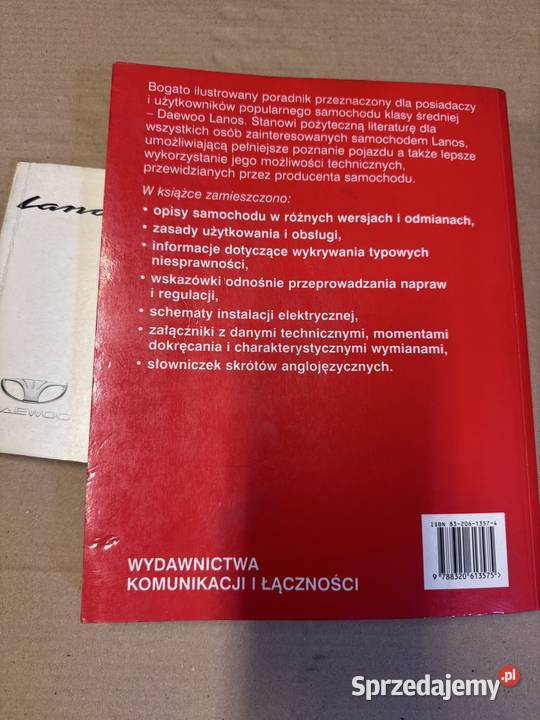 Bogato ilustrowany poradnik przeznaczony dla posiadaczy
i użytkowników popularnego samochodu klasy średniej
– Daewoo Lanos. Stanowi pożyteczną literaturę dla
wszystkich osób zainteresowanych samochodem Lanos,
umożliwiającą pełniejsze poznanie pojazdu a także lepsze
wykorzystanie jego możliwości technicznych,
przewidzianych przez producenta samochodu.
W książce zamieszczono:
• opisy samochodu w różnych wersjach i odmianach,
• zasady użytkowania i obsługi,
• informacje dotyczące wykrywania typowych
niesprawności,
• wskazówki odnośnie przeprowadzania napraw
i regulacji,
• schematy instalacji elektrycznej,
• załączniki z danymi technicznymi, momentami
dokręcania i charakterystycznymi wymianami,
• słowniczek skrótów anglojęzycznych.
WYDAWNICTWA
KOMUNIKACJI I ŁĄCZNOŚCI
ISBN 83-206-1357-4
9 788320 613575 >
Lano
DAEWOO
Sprzedajemy.pl